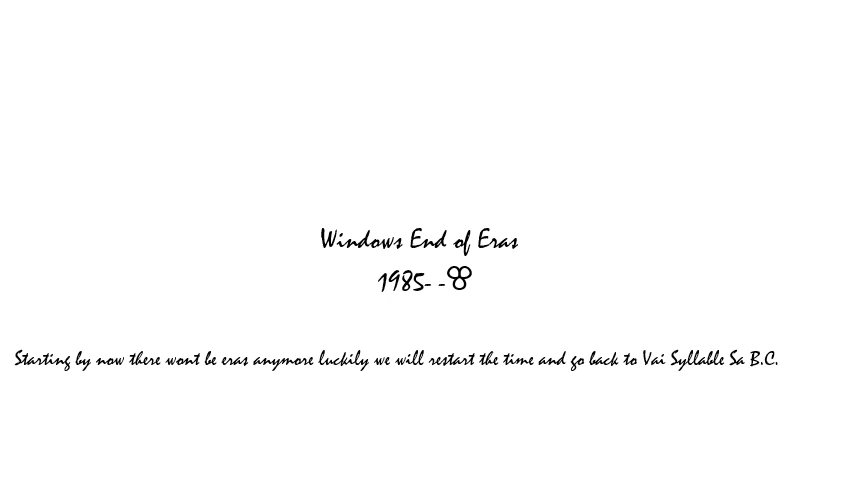 Windows End of Eras
1985- -ꕢ
Starting by now there wont be eras anymore luckily we will restart the time and go back to Vai Syllable Sa B.C.